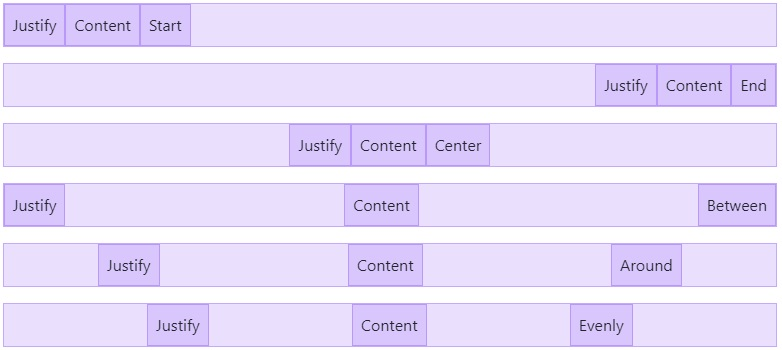 Justify Content Start
Justify Content End
Justify Content Center
Justify Content Between
Justify Content Around
Justify Content Evenly